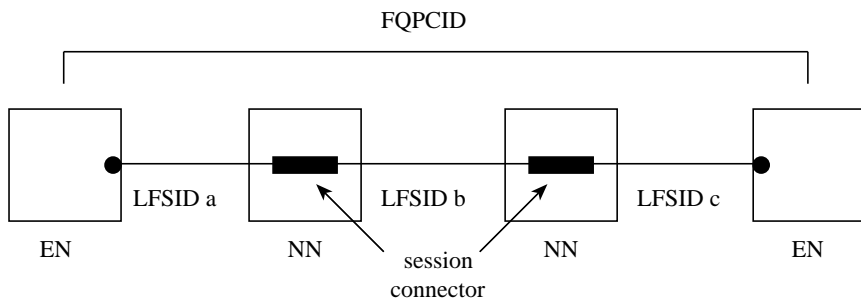 FQPCID
LFSID a
LFSID b
LFSID c
EN
NN
NN
EN
session
connector